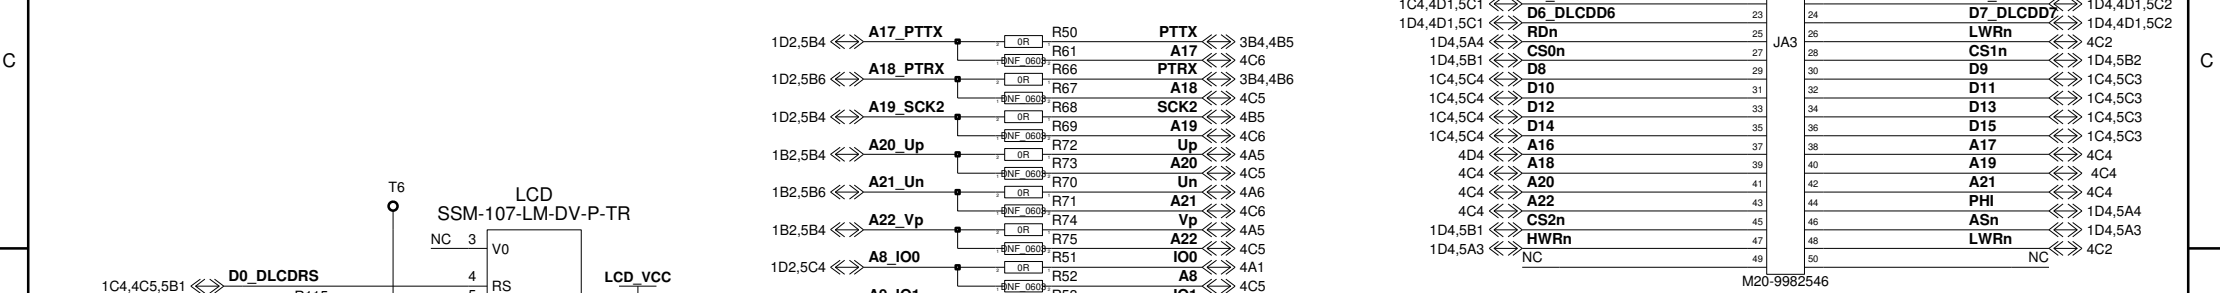 C
T6
LCD
SSM-107-LM-DV-P-TR
NC 3 V0
4 RS
1C4,4C5,5B1 D0_DLCDRS
LCD_VCC
1D2,5B4 A17_PTTX 0R R50 PTTX 3B4,4B5
DNF_0603 R61 A17 4C6
1D2,5B6 A18_PTRX 0R R66 PTRX 3B4,4B6
DNF_0603 R67 A18 4C5
1D2,5B4 A19_SCK2 0R R68 SCK2 4B5
DNF_0603 R69 A19 4C6
1B2,5B4 A20_Up 0R R72 Up 4A5
DNF_0603 R73 A20 4C5
1B2,5B6 A21_Un 0R R70 Un 4A6
DNF_0603 R71 A21 4C6
1B2,5B4 A22_Vp 0R R74 Vp 4A5
DNF_0603 R75 A22 4C5
1D2,5C4 A8_IO0 0R R51 IO0 4A1
DNF_0603 R52 A8 4C5
1C4,4D1,5C1 1D4,4D1,5C2
1D4,4D1,5C1 D6_DLCDD6 23 24 D7_DLCDD7 1D4,4D1,5C2
1D4,5A4 RDn 25 JA3 26 LWRn 4C2
1D4,5B1 CS0n 27 28 CS1n 1D4,5B2
1C4,5C4 D8 29 30 D9 1C4,5C3
1C4,5C4 D10 31 32 D11 1C4,5C3
1C4,5C4 D12 33 34 D13 1C4,5C3
1C4,5C4 D14 35 36 D15 1C4,5C3
4D4 A16 37 38 A17 4C4
4C4 A18 39 40 A19 4C4
4C4 A20 41 42 A21 4C4
4C4 A22 43 44 PHI 1D4,5A4
1D4,5B1 CS2n 45 46 ASn 1D4,5A3
1D4,5A3 HWRn 47 48 LWRn 4C2
NC 49 50 NC
M20-9982546
C